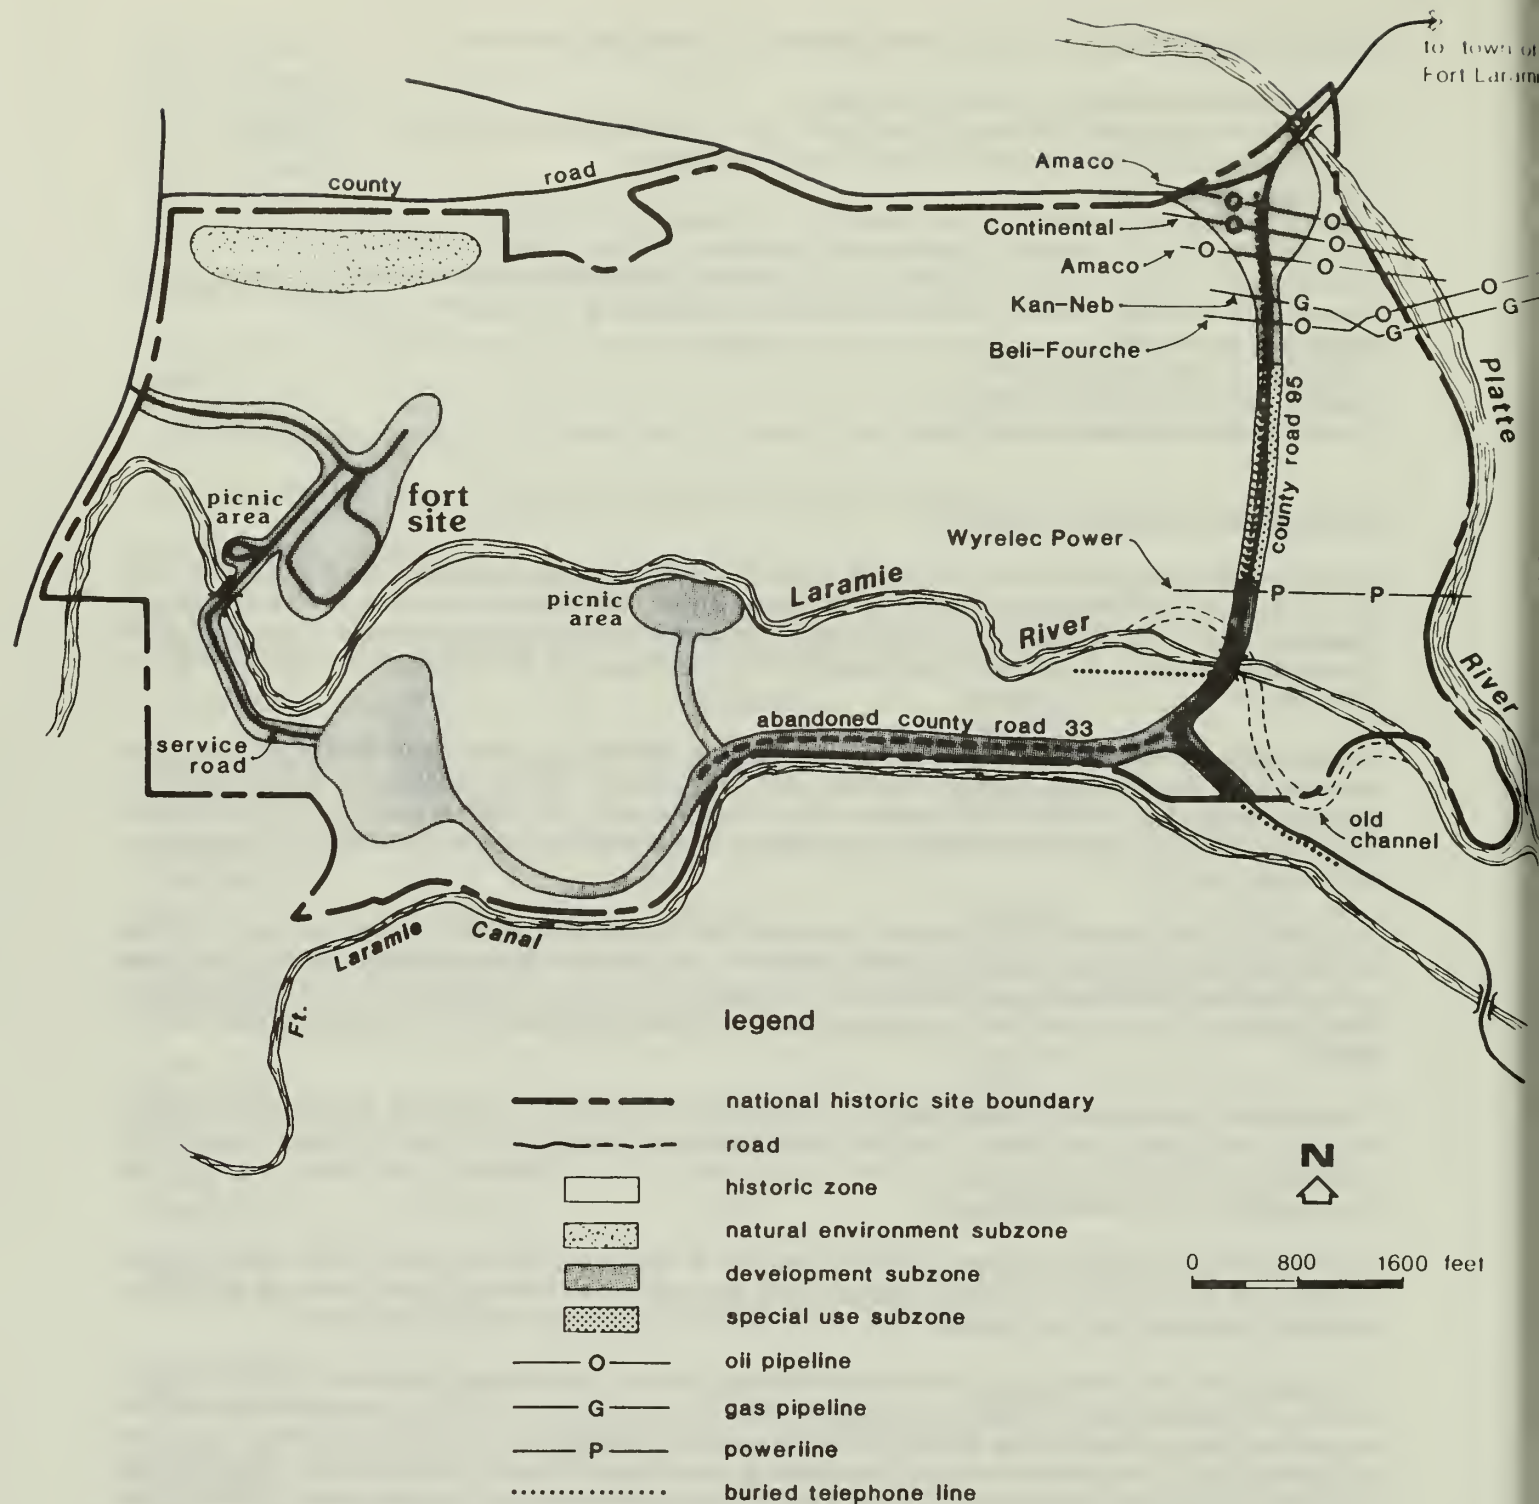 to town of
Fort Laramie
county road
Amaco
Continental
Amaco
Kan-Neb
Beli-Fourche
O
O
O
O
O
O
G
O
O
G
O
G
Platte
River
county road 95
picnic
area
fort
site
Wyrelec Power
P
P
picnic
area
Laramie
River
service
road
abandoned county road 33
old
channel
Ft.
Laramie
Canal
legend
national historic site boundary
road
historic zone
natural environment subzone
development subzone
special use subzone
O
oil pipeline
G
gas pipeline
P
powerline
buried telephone line
N
0 800 1600 feet